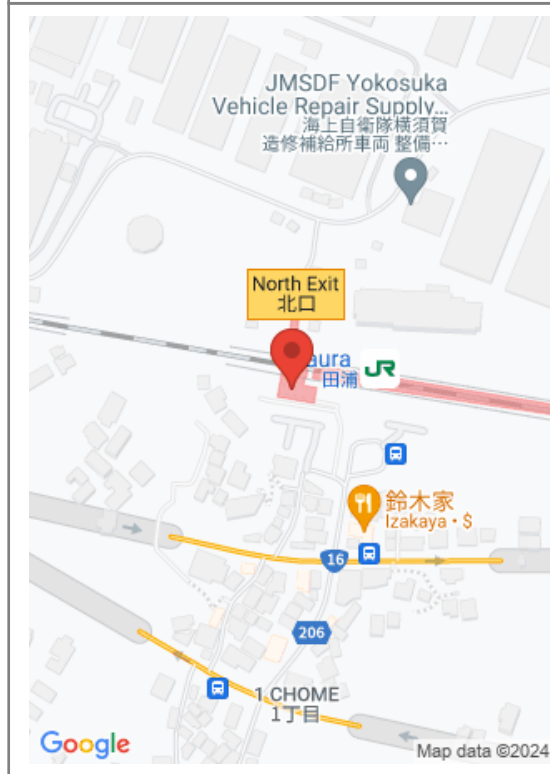 JMSDF Yokosuka
Vehicle Repair Supply...
海上自衛隊横須賀
造修補給所車両 整備…
North Exit
北口
aura
田浦
JR
鈴木家
Izakaya・$
16
206
1 CHOME
1丁目
Google
Map data ©2024